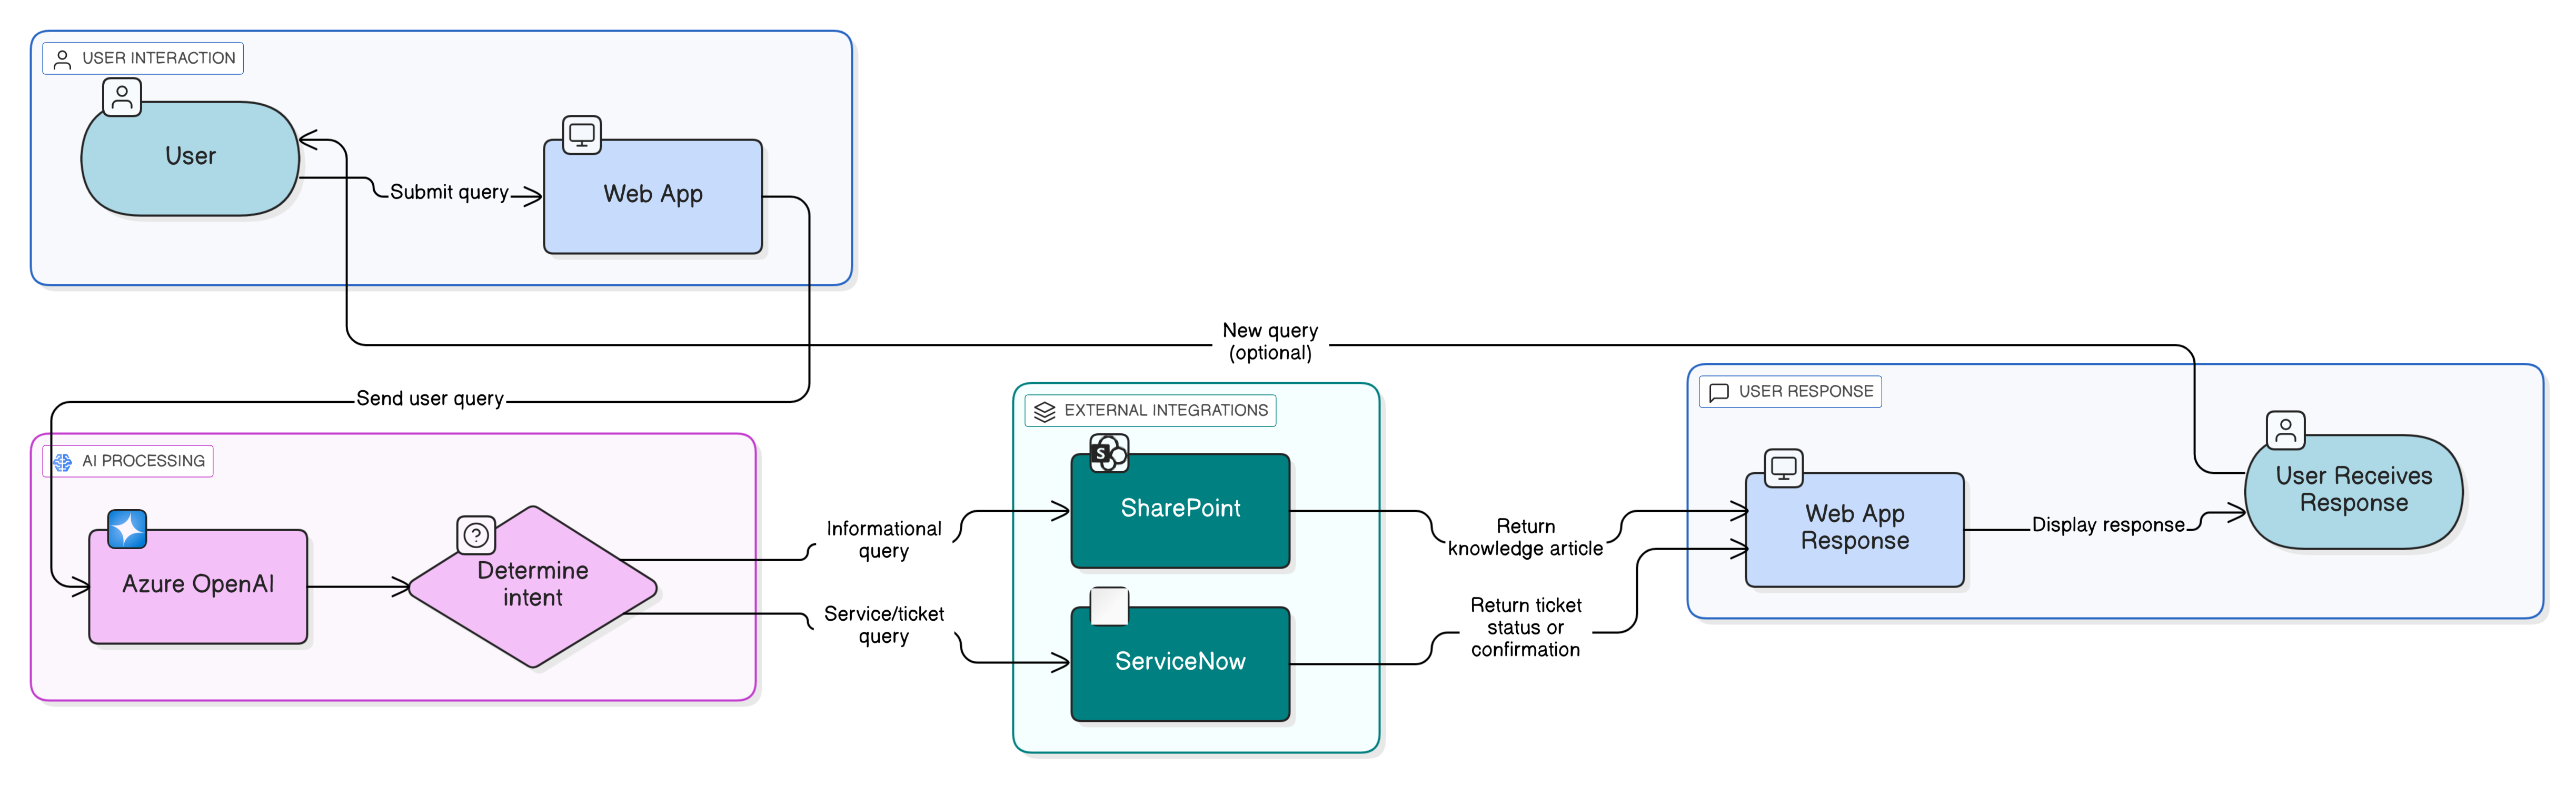 USER INTERACTION
User
Submit query
Web App
New query
(optional)
Send user query
AI PROCESSING
Azure OpenAI
Determine
intent
Informational
query
Service/ticket
query
EXTERNAL INTEGRATIONS
S
SharePoint
ServiceNow
Return
knowledge article
Return ticket
status or
confirmation
USER RESPONSE
Web App
Response
Display response
User Receives
Response